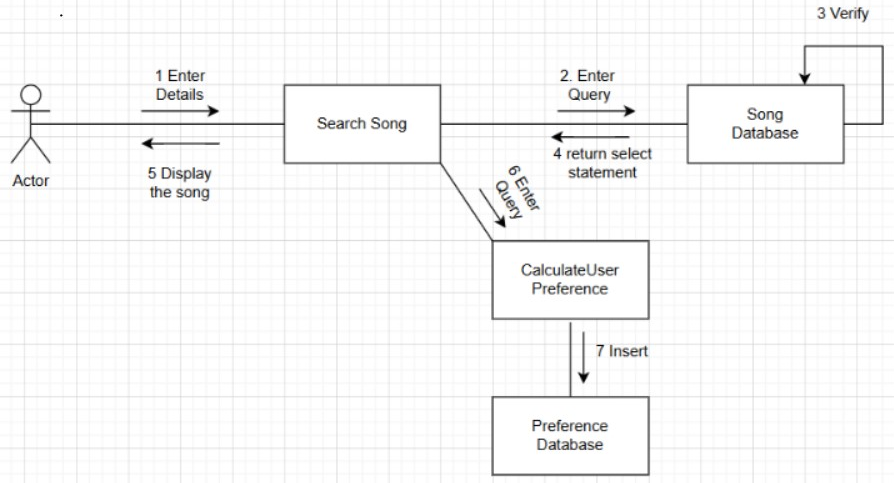 3 Verify
1 Enter
Details
2. Enter
Query
Search Song
Song
Database
Actor
5 Display
the song
4 return select
statement
6 Enter
Query
CalculateUser
Preference
7 Insert
Preference
Database